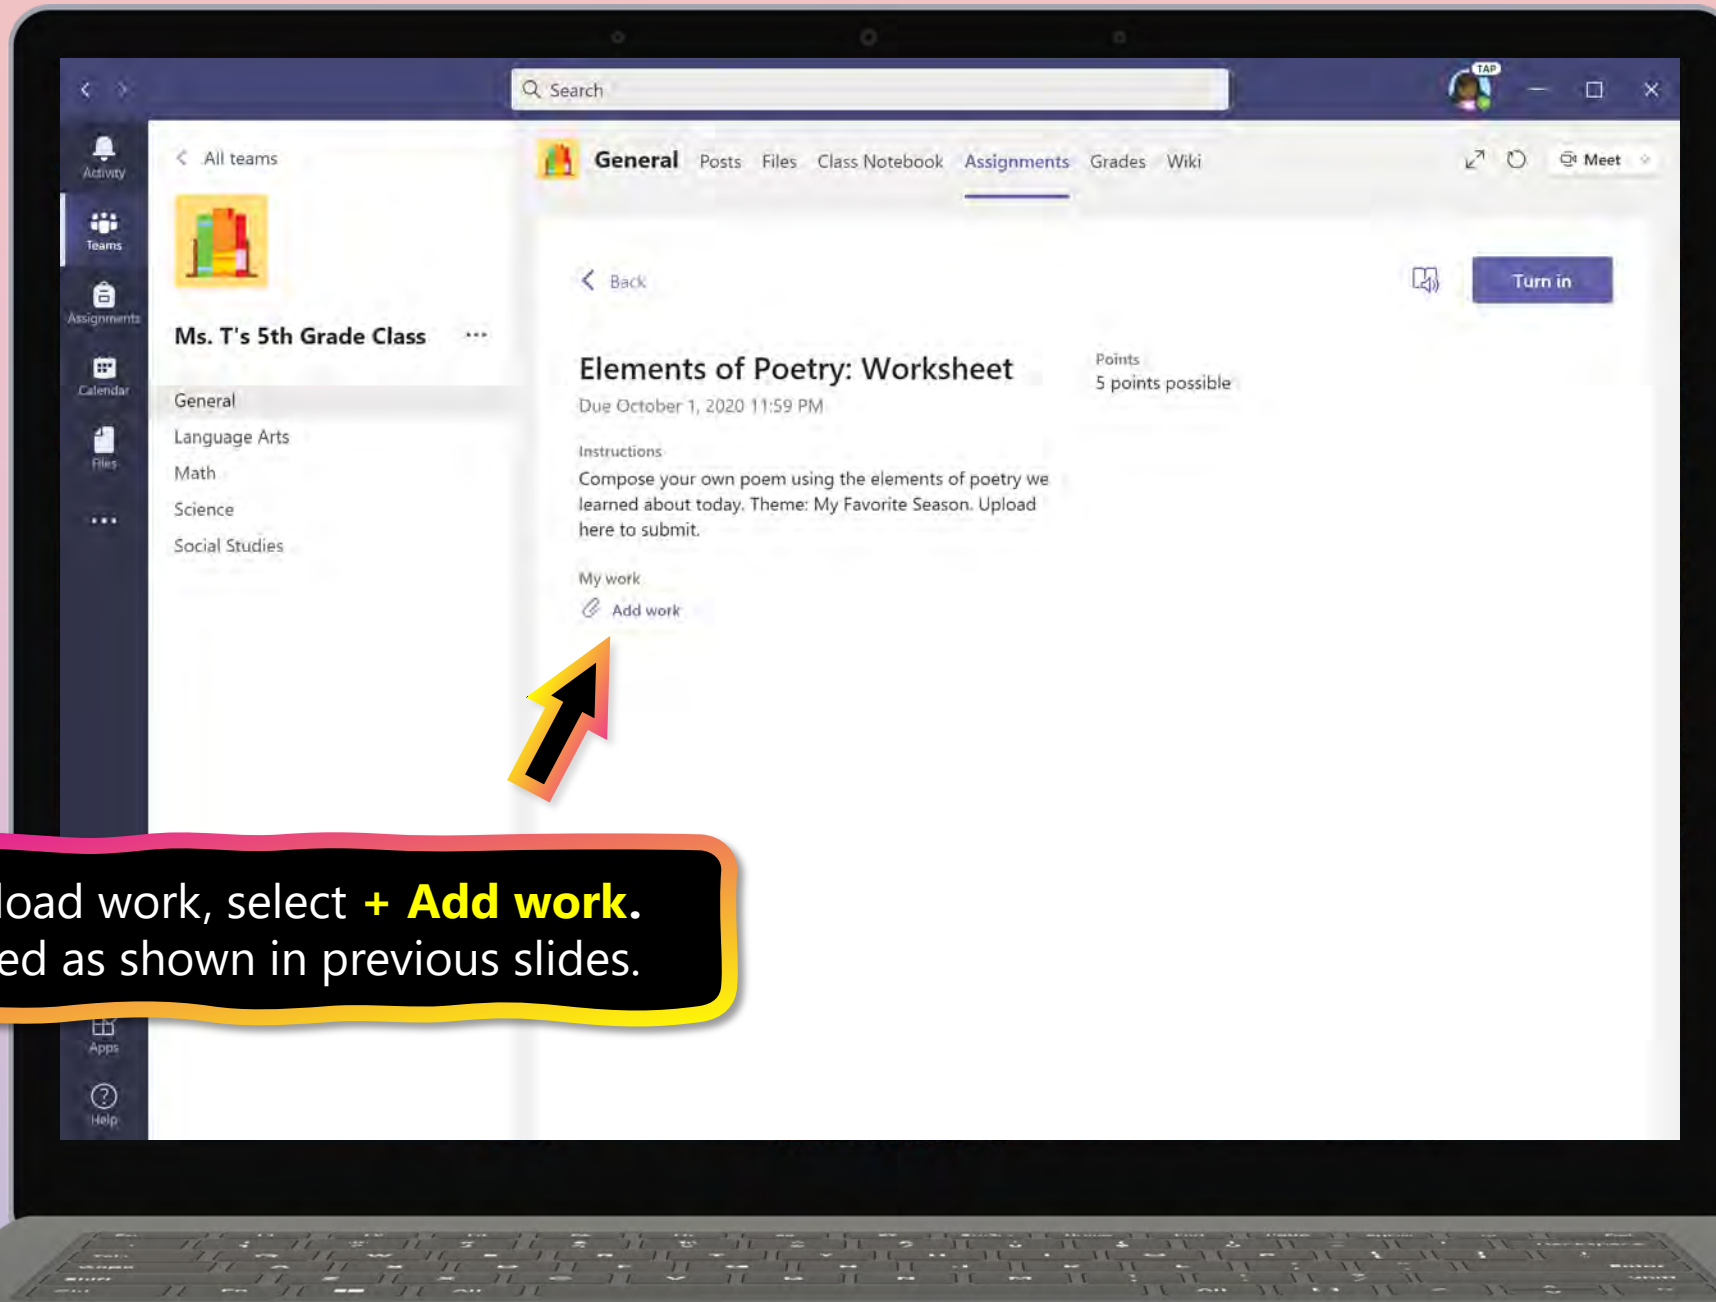 Search
TAP
Activity
Teams
Assignments
Calendar
Files
All teams
Ms. T's 5th Grade Class
General
Language Arts
Math
Science
Social Studies
General Posts Files Class Notebook Assignments Grades Wiki
Meet
Back
Turn in
Elements of Poetry: Worksheet
Due October 1, 2020 11:59 PM
Points
5 points possible
Instructions
Compose your own poem using the elements of poetry we
learned about today. Theme: My Favorite Season. Upload
here to submit.
My work
Add work
load work, select + Add work.
ed as shown in previous slides.
Apps
Help